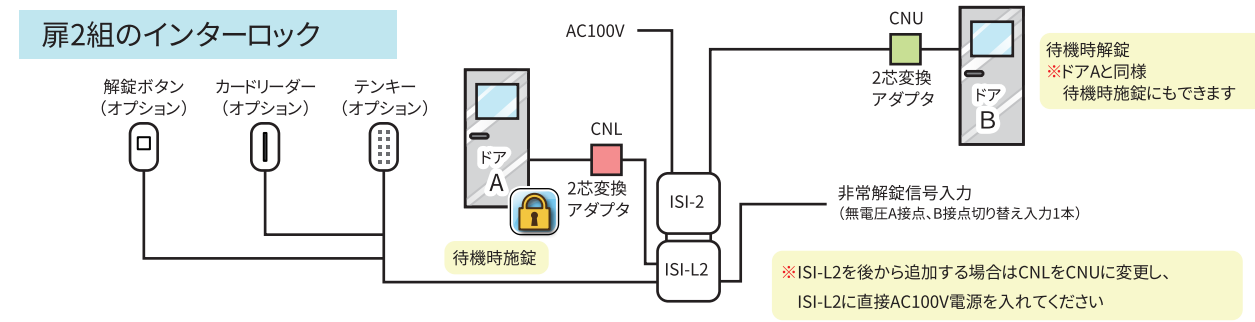 扉2組のインターロック
解錠ボタン
（オプション）
カードリーダー
（オプション）
テンキー
（オプション）
AC100V
CNL
2芯変換
アダプタ
ドア
A
待機時施錠
ISI-2
ISI-L2
CNU
2芯変換
アダプタ
ドア
B
待機時解錠
※ドアAと同様
待機時施錠にもできます
非常解錠信号入力
（無電圧A接点、B接点切り替え入力1本）
※ISI-L2を後から追加する場合はCNLをCNUに変更し、
ISI-L2に直接AC100V電源を入れてください